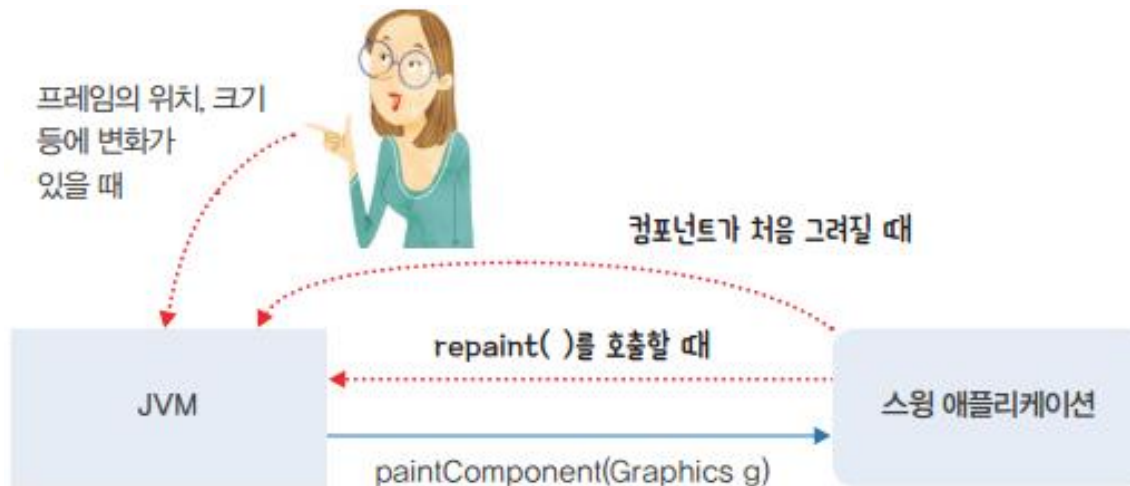 프레임의 위치, 크기
등에 변화가
있을 때
컴포넌트가 처음 그려질 때
repaint( )를 호출할 때
JVM
스윙 애플리케이션
paintComponent(Graphics g)